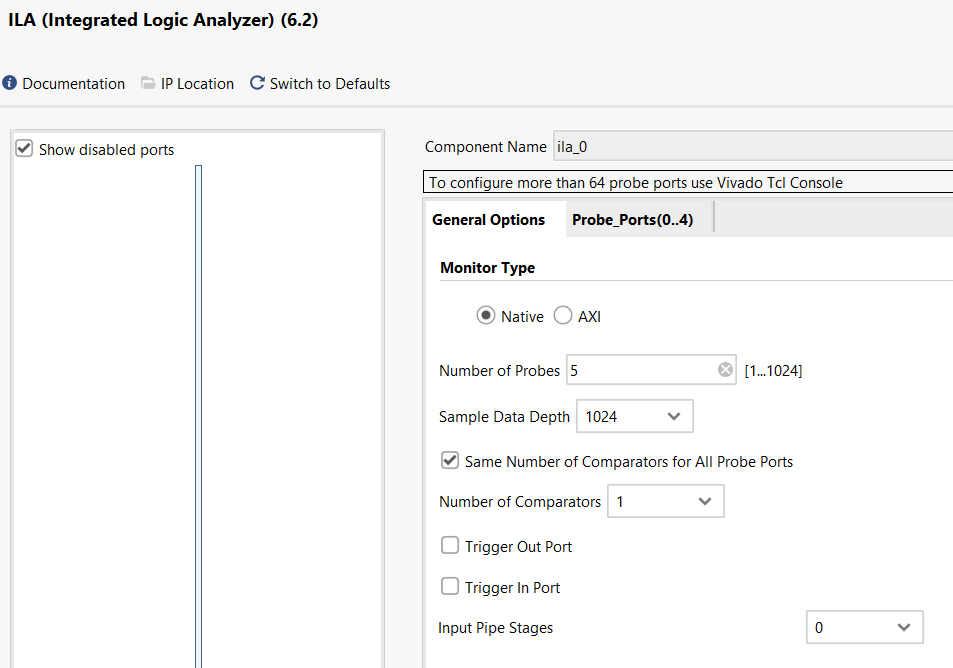 ILA (Integrated Logic Analyzer) (6.2)
Documentation IP Location Switch to Defaults
Show disabled ports
Component Name ila_0
To configure more than 64 probe ports use Vivado Tcl Console
General Options Probe_Ports(0..4)
Monitor Type
Native AXI
Number of Probes 5 [1...1024]
Sample Data Depth 1024
Same Number of Comparators for All Probe Ports
Number of Comparators 1
Trigger Out Port
Trigger In Port
Input Pipe Stages 0